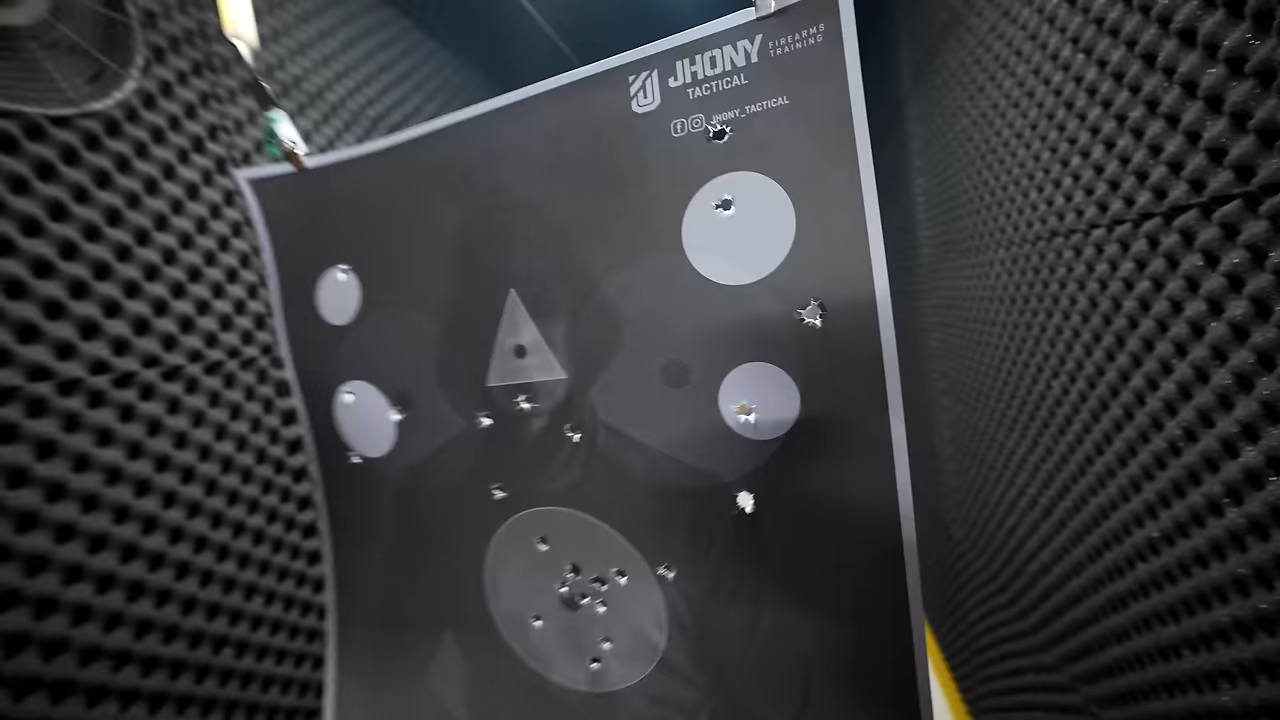 JHONY
FIREARMS
TRAINING
TACTICAL
JHONY_TACTICAL